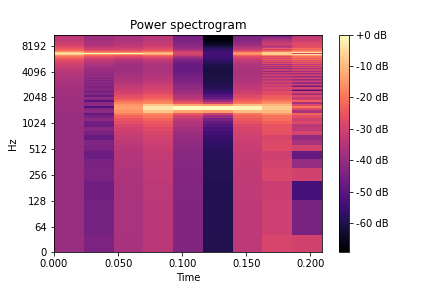 Power spectrogram
8192
4096
2048
1024
512
256
128
64
0
Hz
0.000 0.050 0.100 0.150 0.200
Time
+0 dB
-10 dB
-20 dB
-30 dB
-40 dB
-50 dB
-60 dB